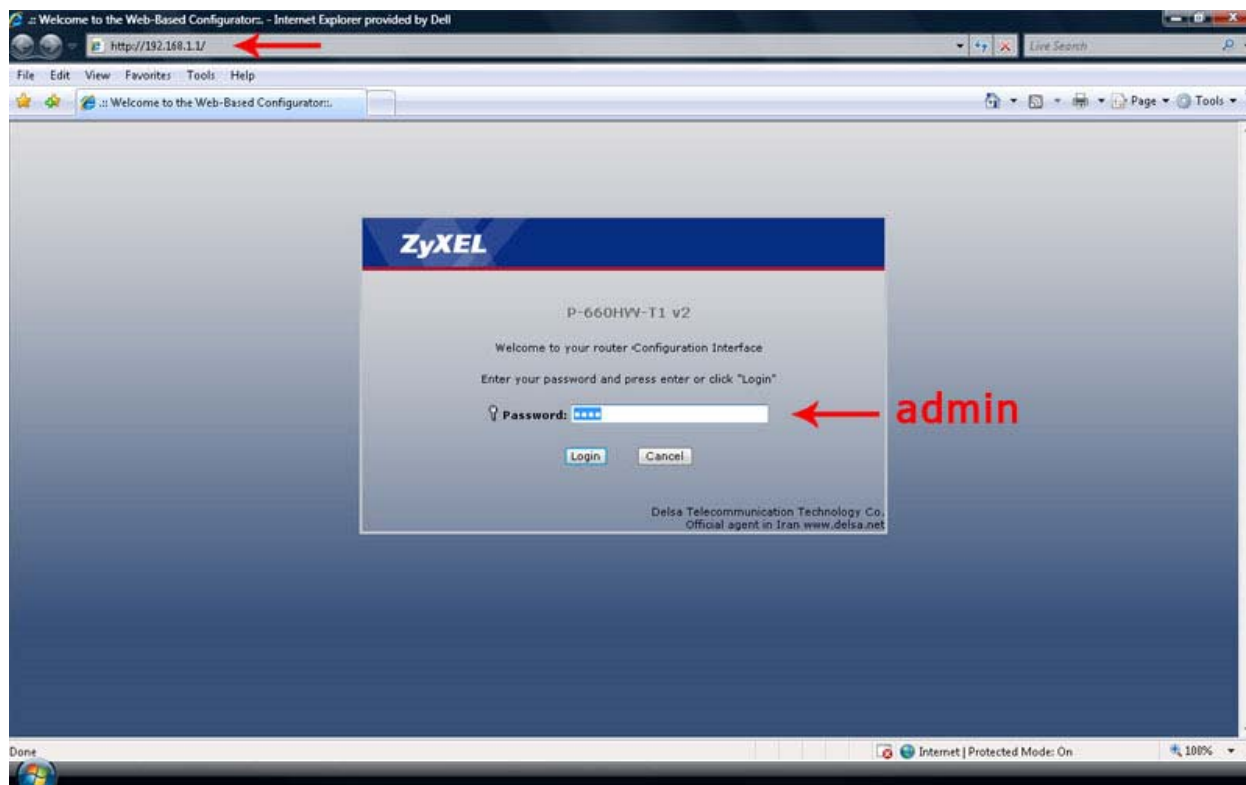 .:: Welcome to the Web-Based Configurator::. - Internet Explorer provided by Dell
http://192.168.1.1/
Live Search
File Edit View Favorites Tools Help
.:: Welcome to the Web-Based Configurator::.
Page Tools
ZyXEL
P-660HW-T1 v2
Welcome to your router Configuration Interface
Enter your password and press enter or click "Login"
Password: ••••
admin
Login Cancel
Delsa Telecommunication Technology Co.
Official agent in Iran www.delsa.net
Done
Internet | Protected Mode: On
100%